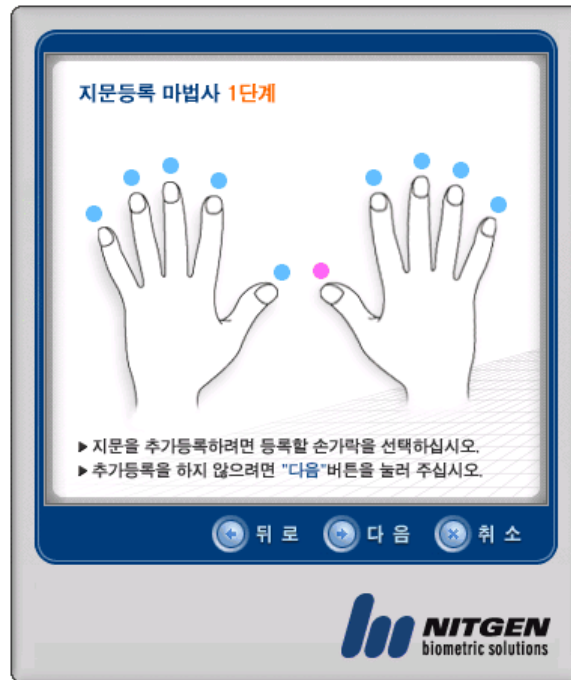 지문등록 마법사 1단계
▶ 지문을 추가등록하려면 등록할 손가락을 선택하십시오.
▶ 추가등록을 하지 않으려면 "다음"버튼을 눌러 주십시오.
뒤로 다음 취소
NITGEN
biometric solutions